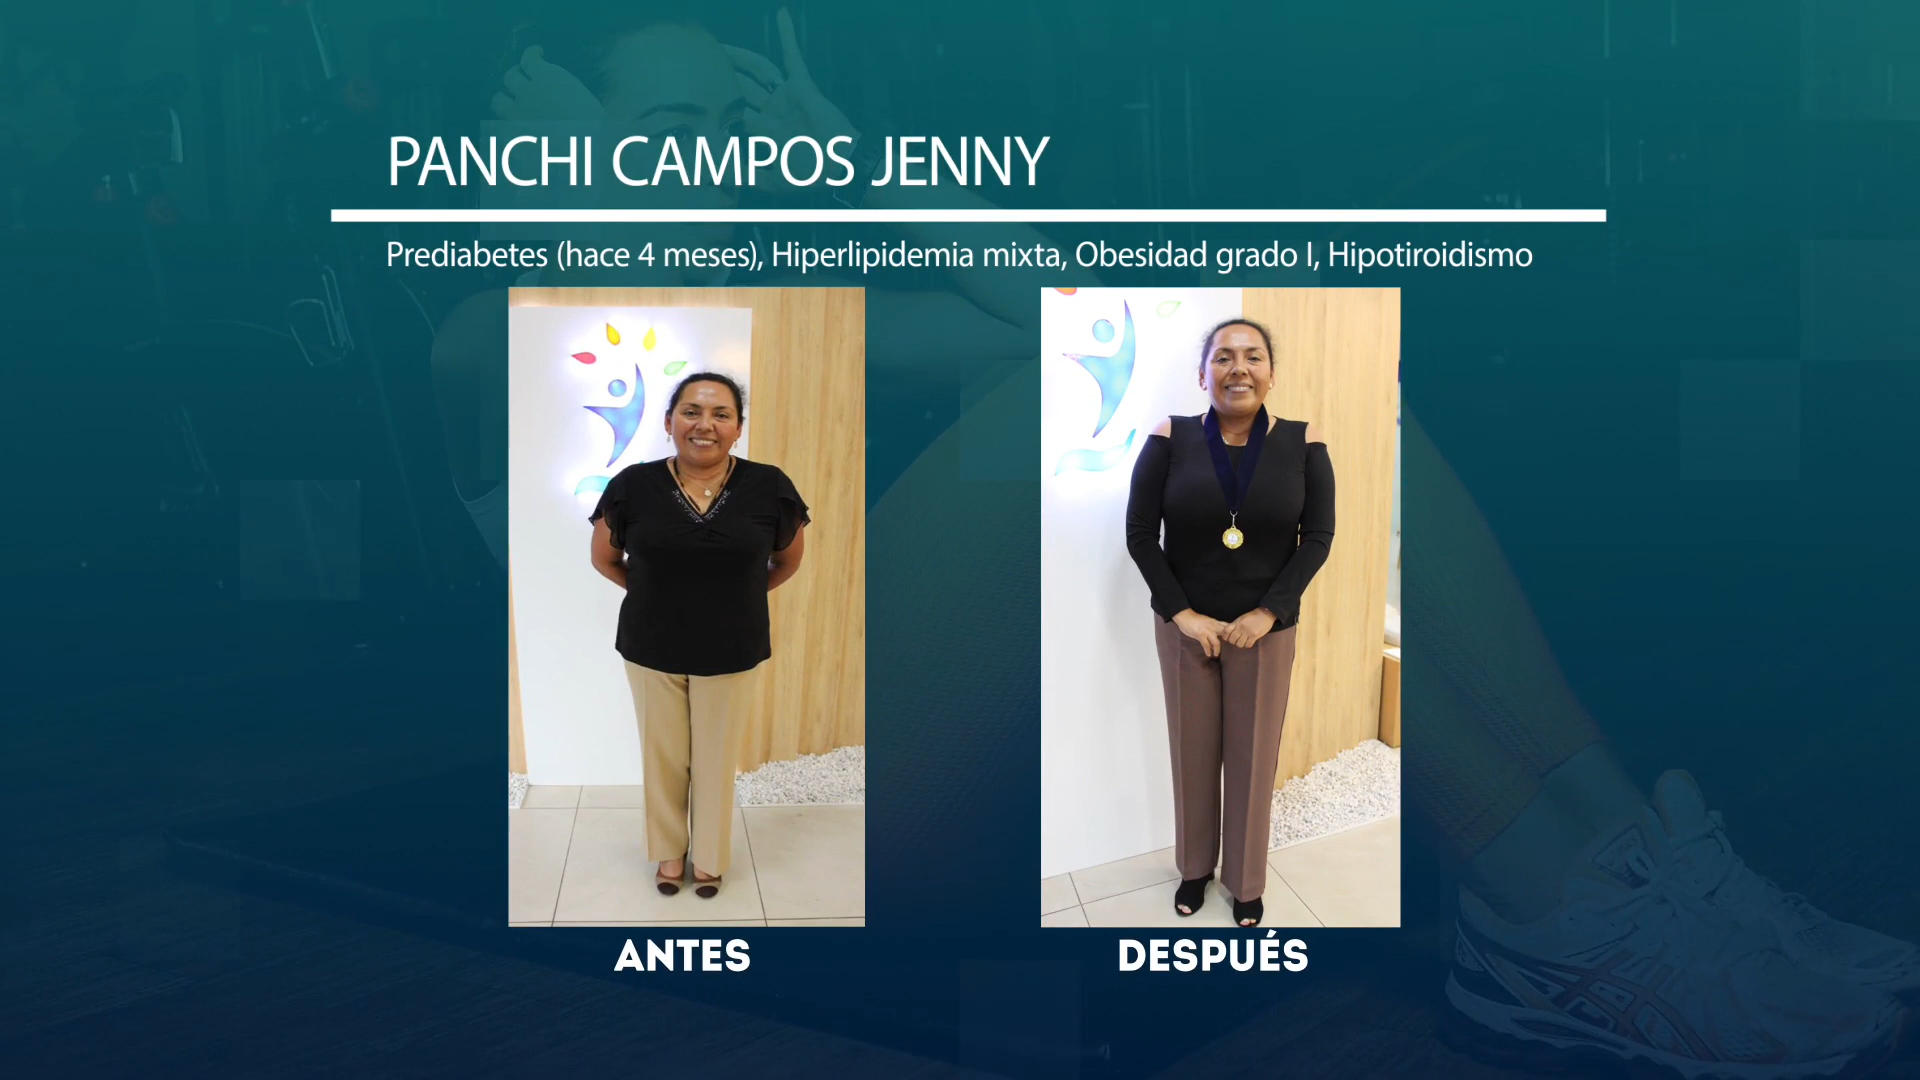 PANCHI CAMPOS JENNY
Prediabetes (hace 4 meses), Hiperlipidemia mixta, Obesidad grado I, Hipotiroidismo
ANTES
DESPUÉS